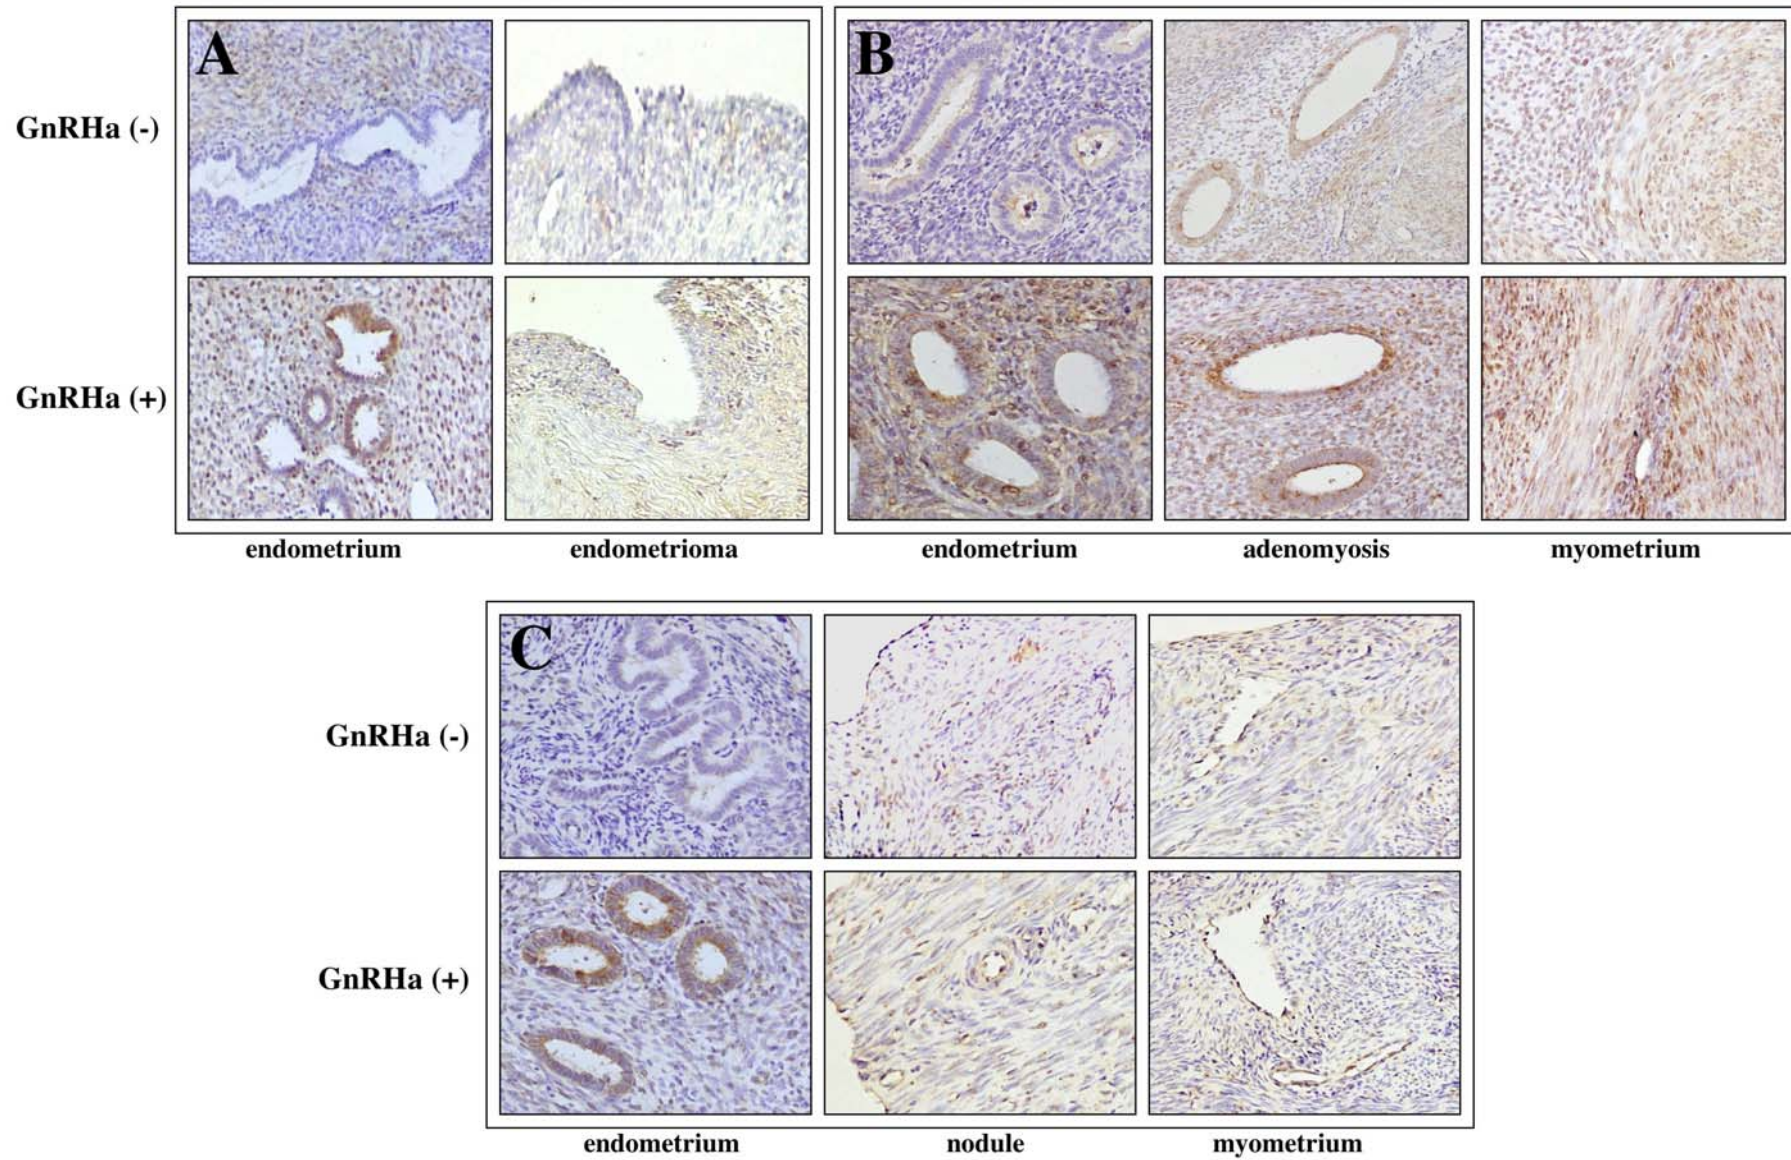 A
B
GnRHa (-)
GnRHa (+)
endometrium
endometrioma
endometrium
adenomyosis
myometrium
C
GnRHa (-)
GnRHa (+)
endometrium
nodule
myometrium